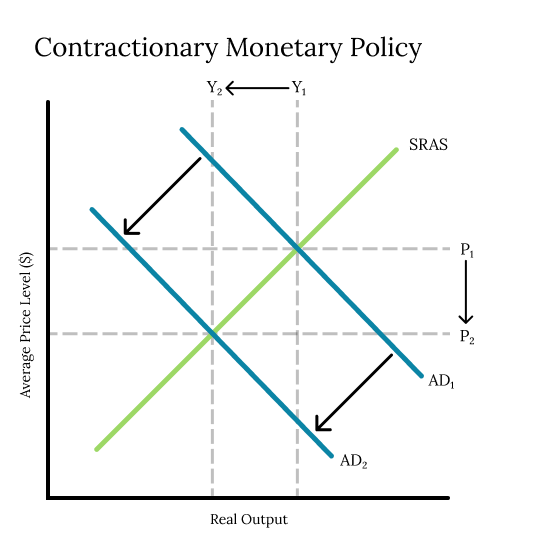 Contractionary Monetary Policy
Y₂
Y₁
SRAS
P₁
P₂
AD₁
AD₂
Average Price Level ($)
Real Output